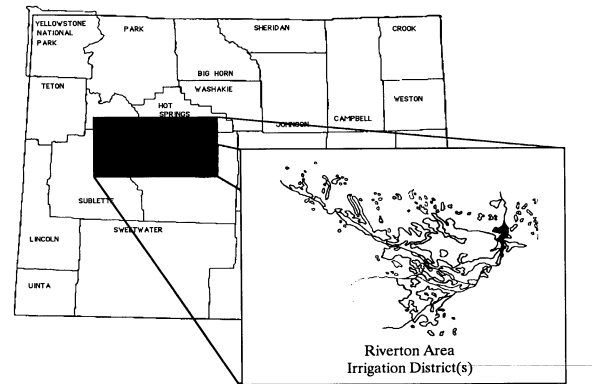 YELLOWSTONE
NATIONAL
PARK
PARK
SHERIDAN
CROOK
BIG HORN
TETON
WASHAKIE
WESTON
HOT
SPRINGS
JOHNSON
CAMPBELL
SUBLETTE
SWEETWATER
LINCOLN
UINTA
Riverton Area
Irrigation District(s)